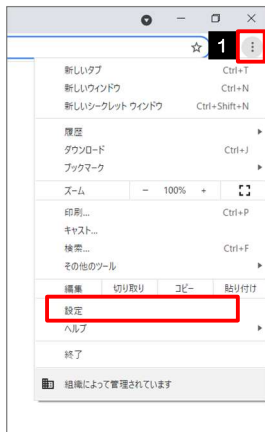 1
新しいタブ Ctrl+T
新しいウィンドウ Ctrl+N
新しいシークレット ウィンドウ Ctrl+Shift+N
履歴
ダウンロード Ctrl+J
ブックマーク
ズーム － 100% ＋
印刷... Ctrl+P
キャスト...
検索... Ctrl+F
その他のツール
編集 切り取り コピー 貼り付け
設定
ヘルプ
終了
組織によって管理されています